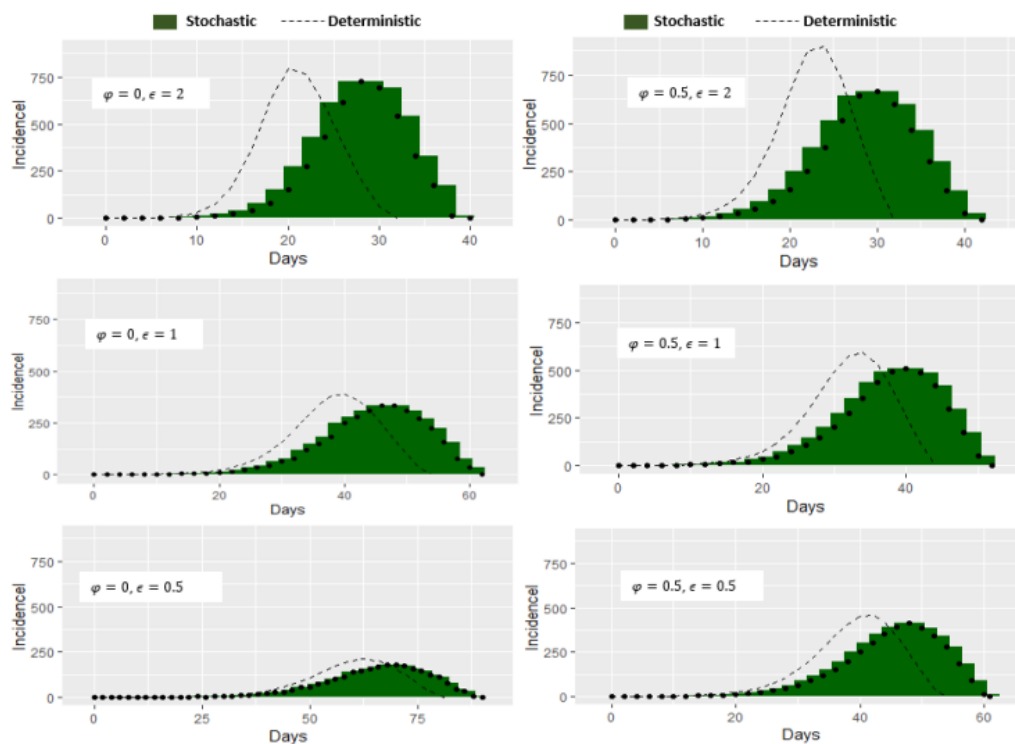 Stochastic Deterministic
Stochastic Deterministic
750
500
250
0
Incidencel
φ = 0, ϵ = 2
0 10 20 30 40
Days
750
500
250
0
Incidencel
φ = 0.5, ϵ = 2
0 10 20 30 40
Days
750
500
250
0
Incidencel
φ = 0, ϵ = 1
0 20 40 60
Days
750
500
250
0
Incidencel
φ = 0.5, ϵ = 1
0 20 40
Days
750
500
250
0
Incidencel
φ = 0, ϵ = 0.5
0 25 50 75
Days
750
500
250
0
Incidencel
φ = 0.5, ϵ = 0.5
0 20 40 60
Days